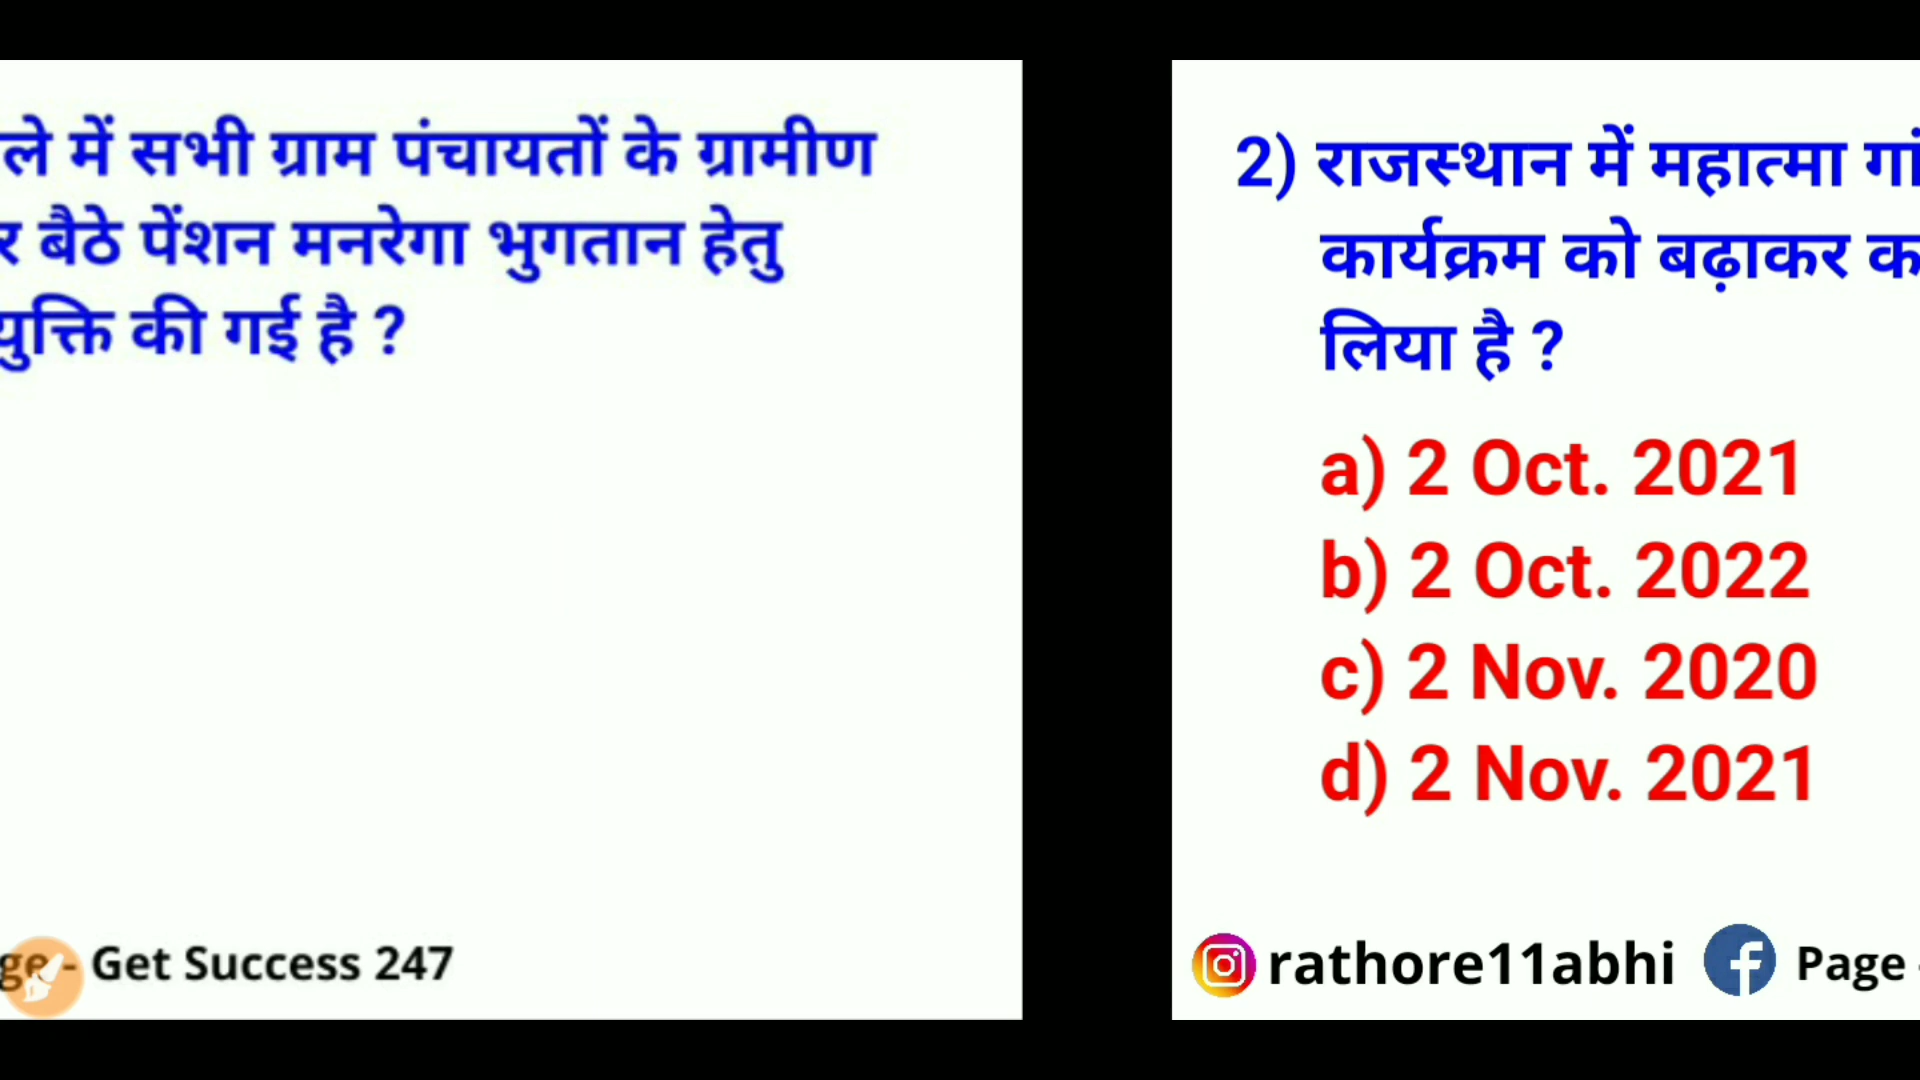 ले में सभी ग्राम पंचायतों के ग्रामीण
बैठे पेंशन मनरेगा भुगतान हेतु
की गई है ?
Get Success 247
2) राजस्थान में महात्मा
कार्यक्रम को बढ़ाकर
लिया है ?
a) 2 Oct. 2021
b) 2 Oct. 2022
c) 2 Nov. 2020
d) 2 Nov. 2021
rathore11abhi
Page -